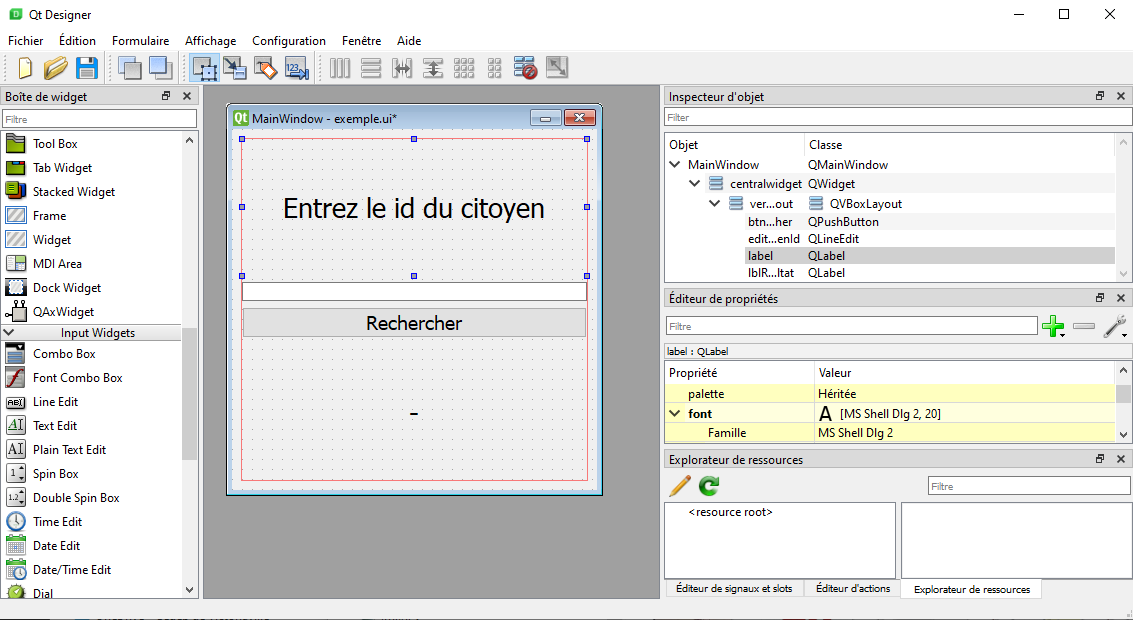 Qt Designer
Fichier Édition Formulaire Affichage Configuration Fenêtre Aide
123
Boîte de widget
Filtre
Tool Box
Tab Widget
Stacked Widget
Frame
Widget
MDI Area
Dock Widget
QAxWidget
Input Widgets
Combo Box
Font Combo Box
Line Edit
Text Edit
Plain Text Edit
Spin Box
Double Spin Box
Time Edit
Date Edit
Date/Time Edit
Dial
Qt MainWindow - exemple.ui*
Entrez le id du citoyen
Rechercher
-
Inspecteur d'objet
Filter
Objet Classe
MainWindow QMainWindow
centralwidget QWidget
ver...out QVBoxLayout
btn...her QPushButton
edit...enId QLineEdit
label QLabel
lblR...ltat QLabel
Éditeur de propriétés
Filtre
label : QLabel
Propriété Valeur
palette Héritée
font A [MS Shell Dlg 2, 20]
Famille MS Shell Dlg 2
Explorateur de ressources
Filtre
<resource root>
Éditeur de signaux et slots Éditeur d'actions Explorateur de ressources